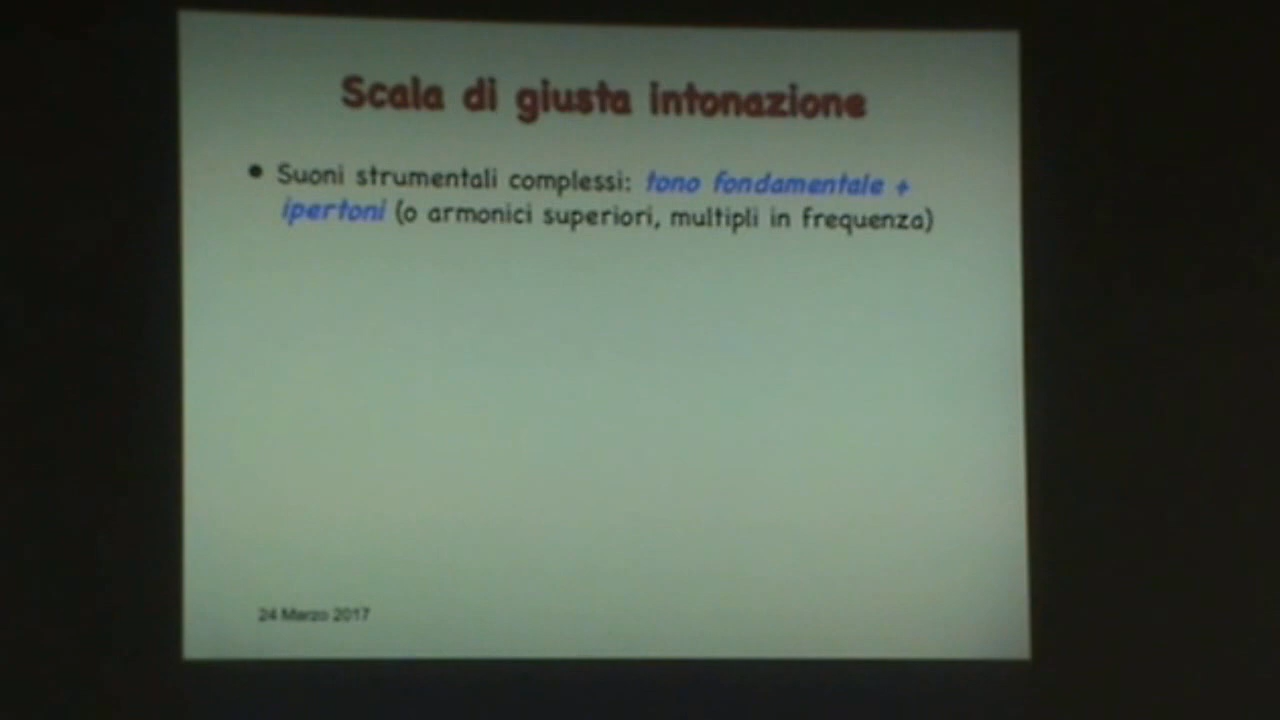 Scala di giusta intonazione
• Suoni strumentali complessi: tono fondamentale +
ipertoni (o armonici superiori, multipli in frequenza)
24 Marzo 2017